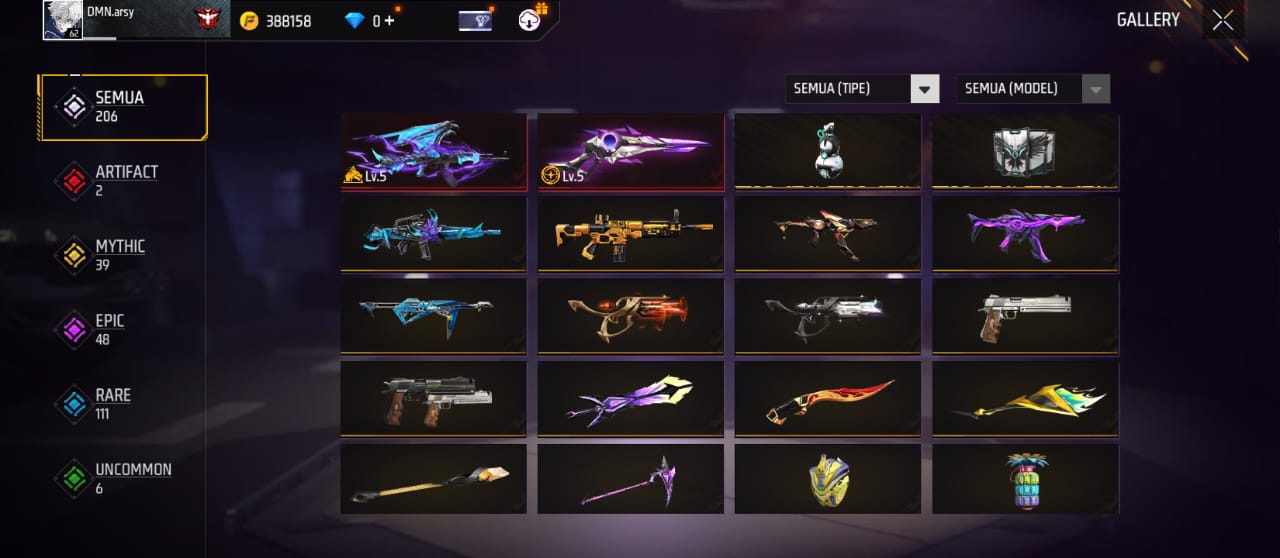 DMN.arsy
62
F 388158
0 +
GALLERY
SEMUA
206
ARTIFACT
2
MYTHIC
39
EPIC
48
RARE
111
UNCOMMON
6
SEMUA (TIPE)
SEMUA (MODEL)
Lv.5
Lv.5